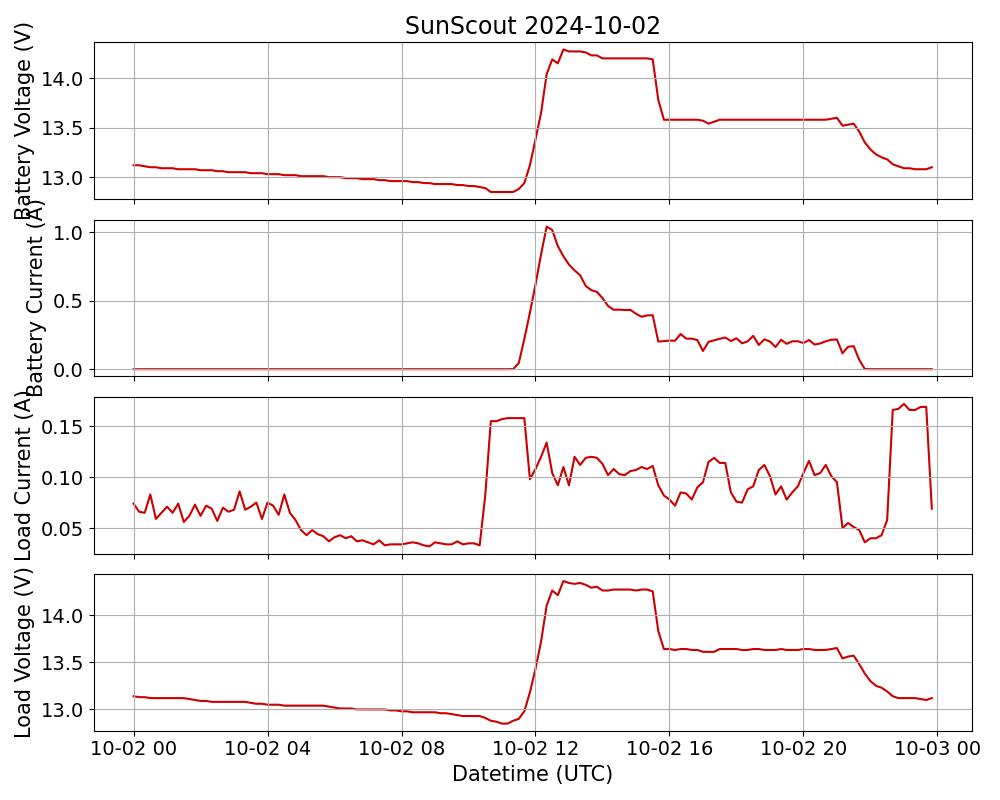 SunScout 2024-10-02
Battery Voltage (V)
14.0
13.5
13.0
Battery Current (A)
1.0
0.5
0.0
Load Current (A)
0.15
0.10
0.05
Load Voltage (V)
14.0
13.5
13.0
10-02 00 10-02 04 10-02 08 10-02 12 10-02 16 10-02 20 10-03 00
Datetime (UTC)